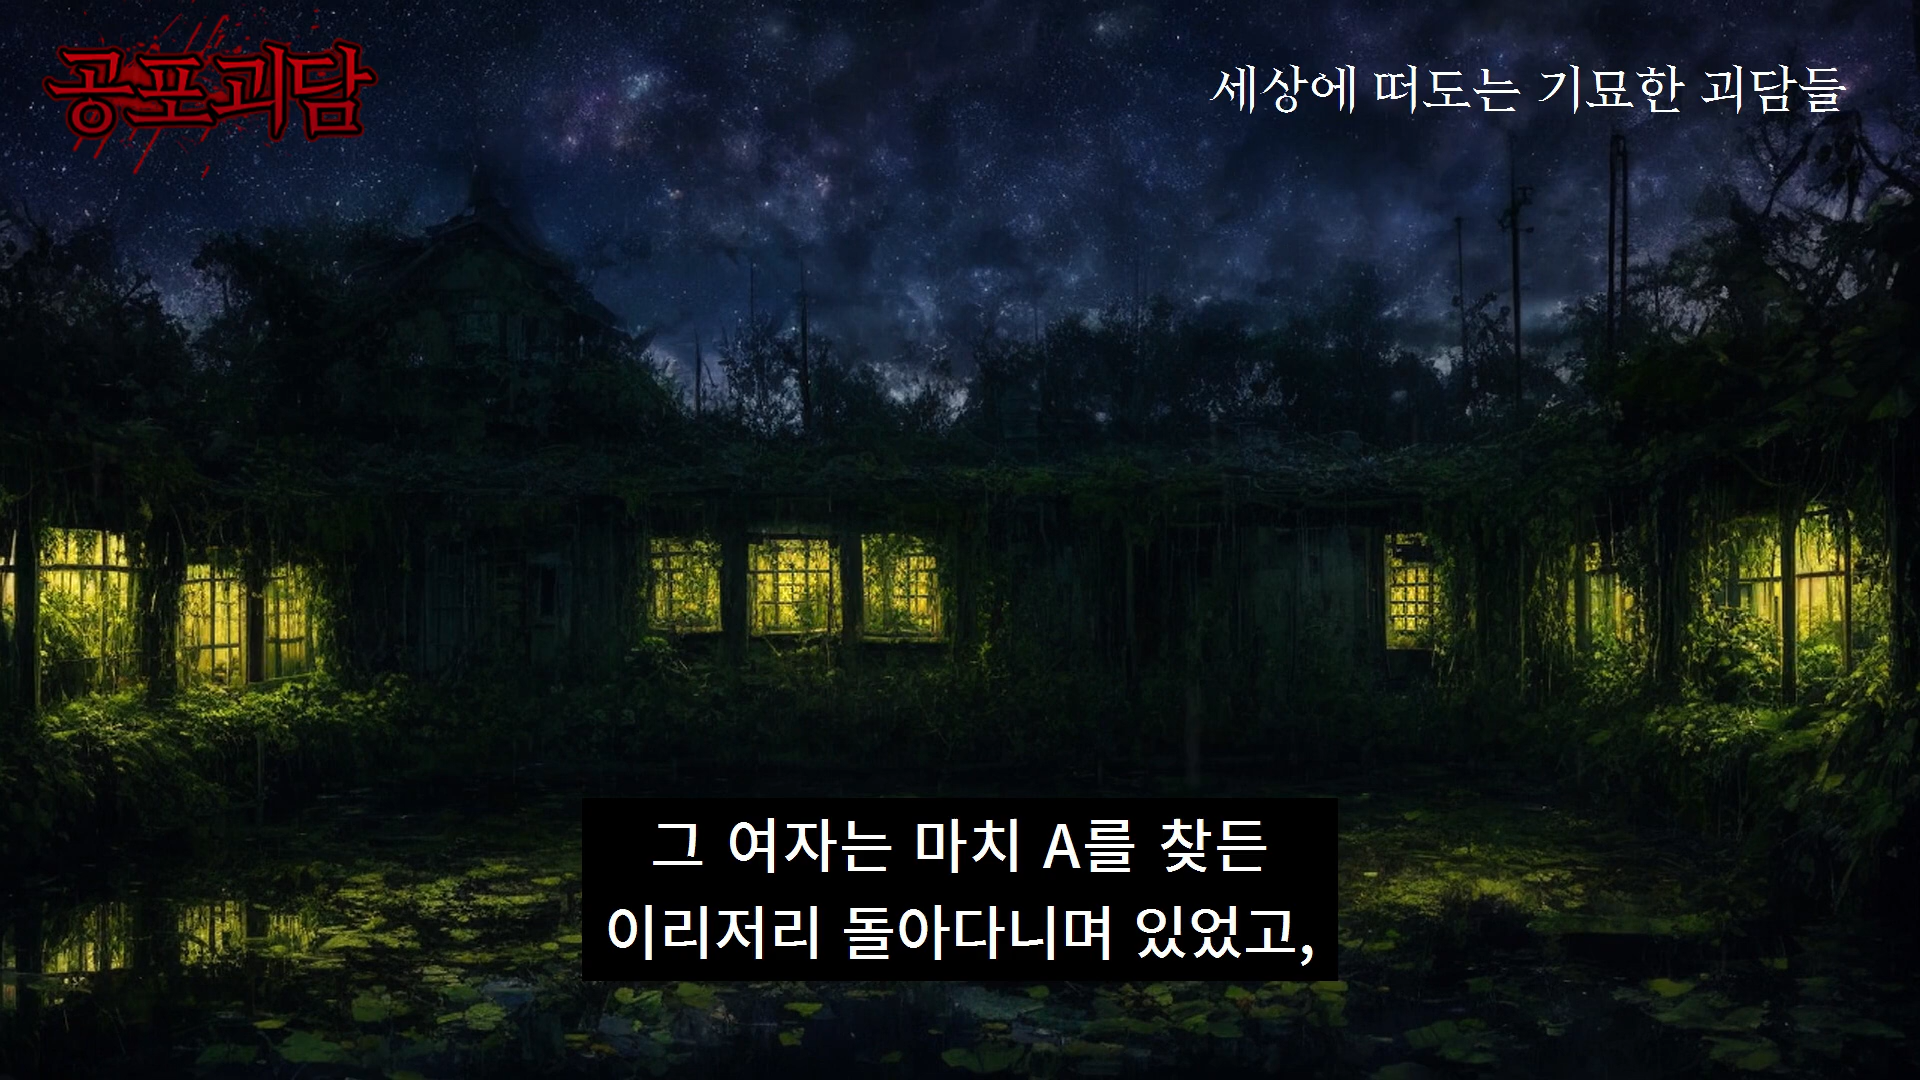 공포괴담
세상에 떠도는 기묘한 괴담들
그 여자는 마치 A를 찾든
이리저리 돌아다니며 있었고,